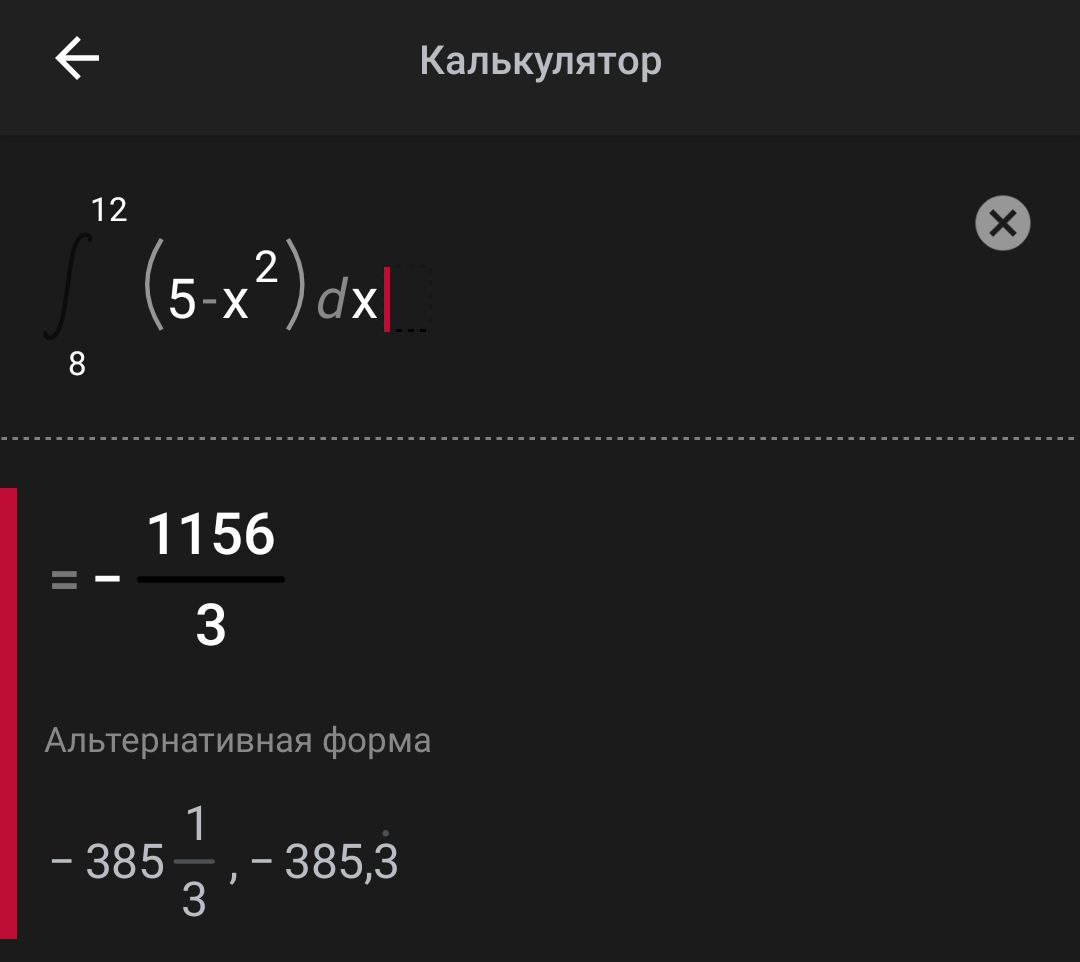 Калькулятор
12
∫ (5-x²) dx
8
= - 1156/3
Альтернативная форма
- 385 1/3 , - 385,3̇